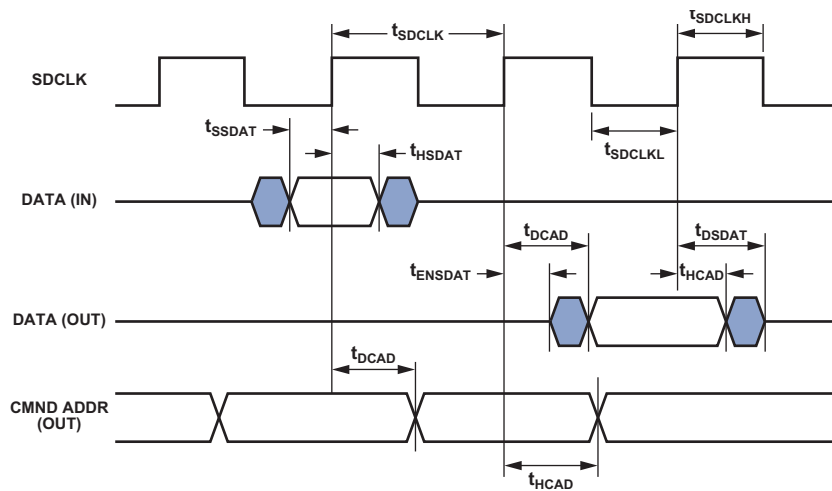 tSDCLK
tSDCLKH
SDCLK
tSSDAT
tHSDAT
tSDCLKL
DATA (IN)
tDCAD
tDSDAT
tENSDAT
tHCAD
DATA (OUT)
tDCAD
CMND ADDR
(OUT)
tHCAD